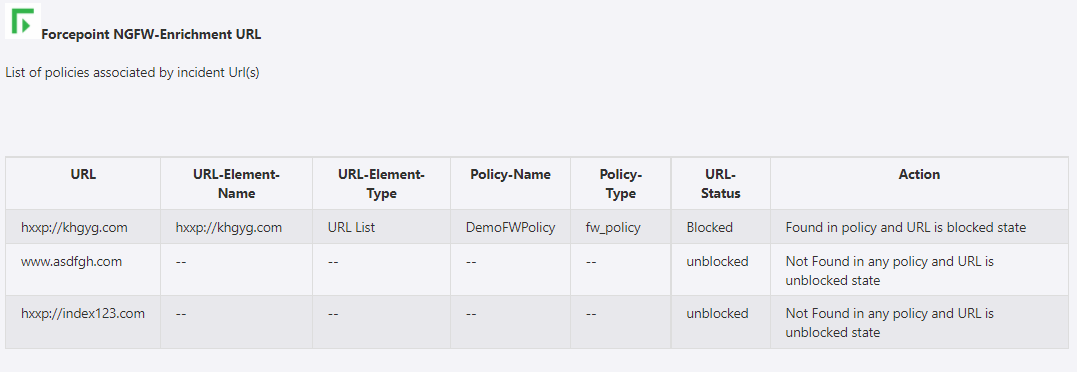 Forcepoint NGFW-Enrichment URL
List of policies associated by incident Url(s)
URL URL-Element-Name URL-Element-Type Policy-Name Policy-Type URL-Status Action
hxxp://khgyg.com hxxp://khgyg.com URL List DemoFWPolicy fw_policy Blocked Found in policy and URL is blocked state
www.asdfgh.com -- -- -- -- unblocked Not Found in any policy and URL is
unblocked state
hxxp://index123.com -- -- -- -- unblocked Not Found in any policy and URL is
unblocked state